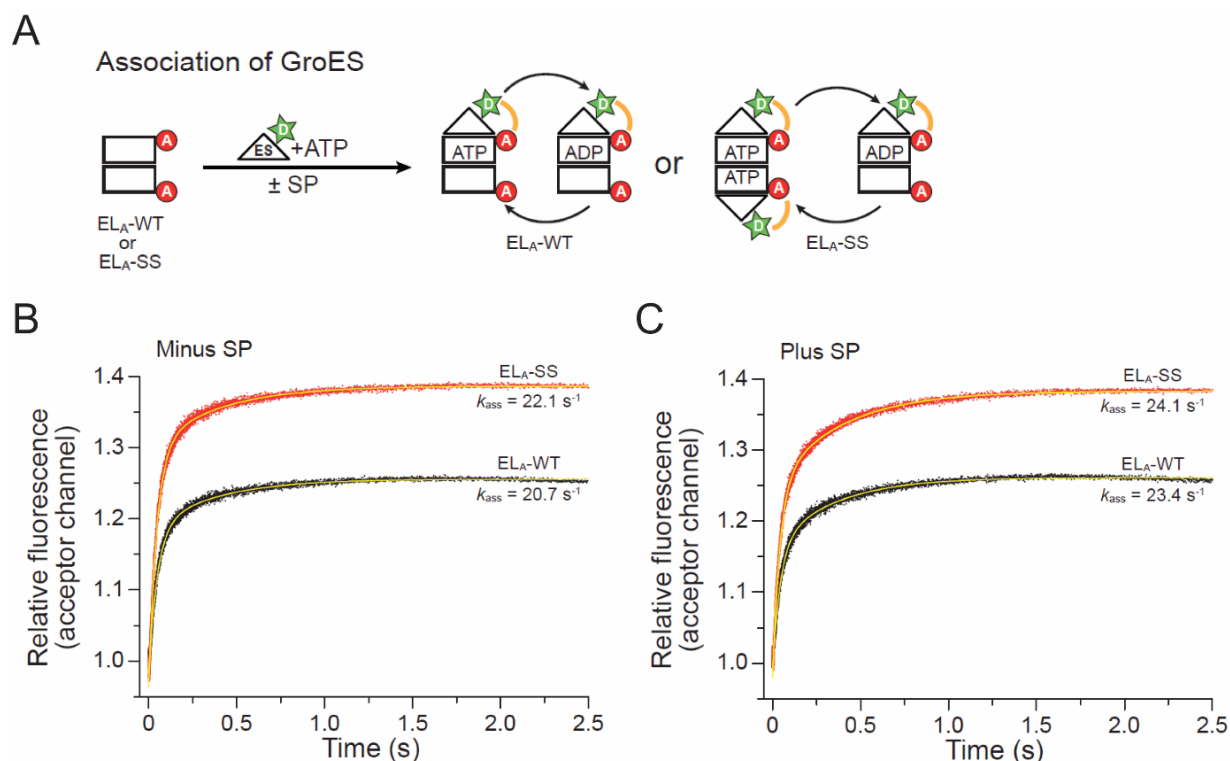 A
Association of GroES
D
ES +ATP
± SP
A
A
EL_A-WT
or
EL_A-SS
D
A
ATP
A
D
A
ADP
A
EL_A-WT
or
D
A
ATP
ATP
A
D
D
A
ADP
A
EL_A-SS
B
Minus SP
Relative fluorescence
(acceptor channel)
1.4
1.3
1.2
1.1
1.0
EL_A-SS
k_ass = 22.1 s⁻¹
EL_A-WT
k_ass = 20.7 s⁻¹
0 0.5 1.0 1.5 2.0 2.5
Time (s)
C
Plus SP
Relative fluorescence
(acceptor channel)
1.4
1.3
1.2
1.1
1.0
EL_A-SS
k_ass = 24.1 s⁻¹
EL_A-WT
k_ass = 23.4 s⁻¹
0 0.5 1.0 1.5 2.0 2.5
Time (s)